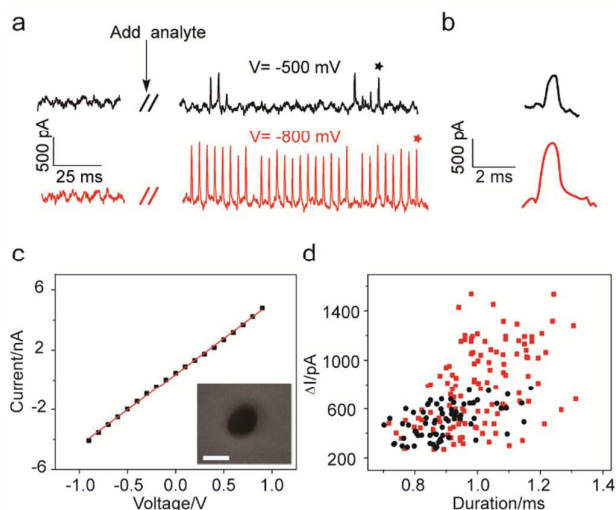 a
b
Add analyte
V= -500 mV
V= -800 mV
500 pA
25 ms
500 pA
2 ms
c
d
6
2
-2
-6
Current/nA
-1.0 -0.5 0.0 0.5 1.0
Voltage/V
1400
1000
600
200
ΔI/pA
0.8 1.0 1.2 1.4
Duration/ms